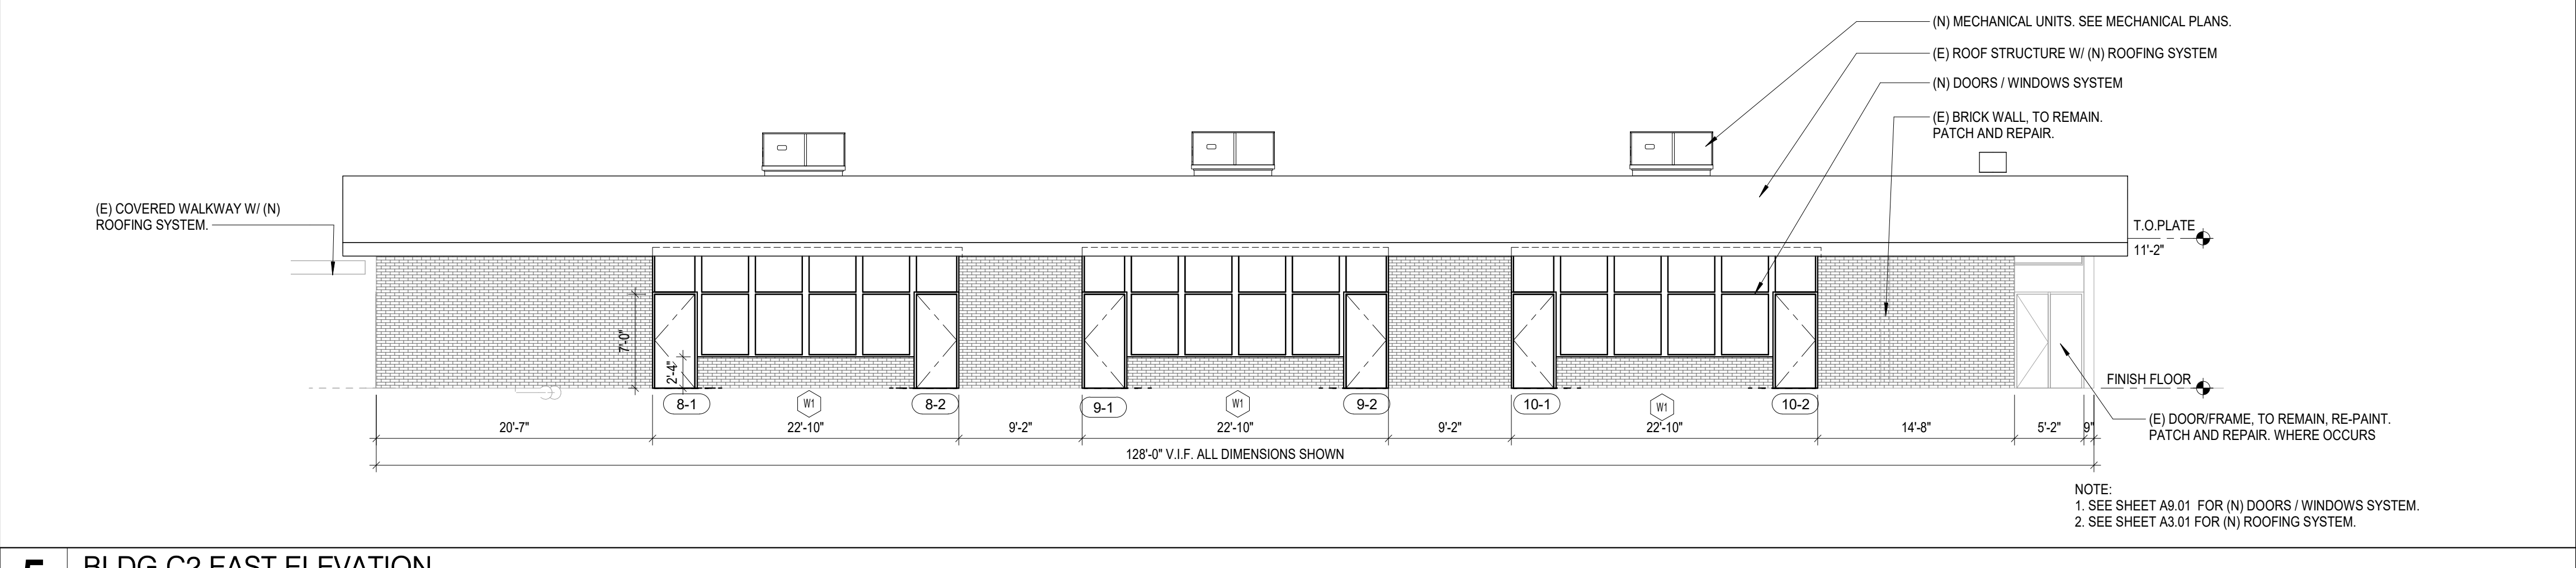 (N) MECHANICAL UNITS. SEE MECHANICAL PLANS.
(E) ROOF STRUCTURE W/ (N) ROOFING SYSTEM
(N) DOORS / WINDOWS SYSTEM
(E) BRICK WALL, TO REMAIN.
PATCH AND REPAIR.
(E) COVERED WALKWAY W/ (N)
ROOFING SYSTEM.
T.O.PLATE
11'-2"
7'-0"
2'-4"
FINISH FLOOR
8-1
W1
8-2
9-1
W1
9-2
10-1
W1
10-2
20'-7"
22'-10"
9'-2"
22'-10"
9'-2"
22'-10"
14'-8"
5'-2"
9"
(E) DOOR/FRAME, TO REMAIN, RE-PAINT.
PATCH AND REPAIR. WHERE OCCURS
128'-0" V.I.F. ALL DIMENSIONS SHOWN
NOTE:
1. SEE SHEET A9.01 FOR (N) DOORS / WINDOWS SYSTEM.
2. SEE SHEET A3.01 FOR (N) ROOFING SYSTEM.
BLDG C2 EAST ELEVATION